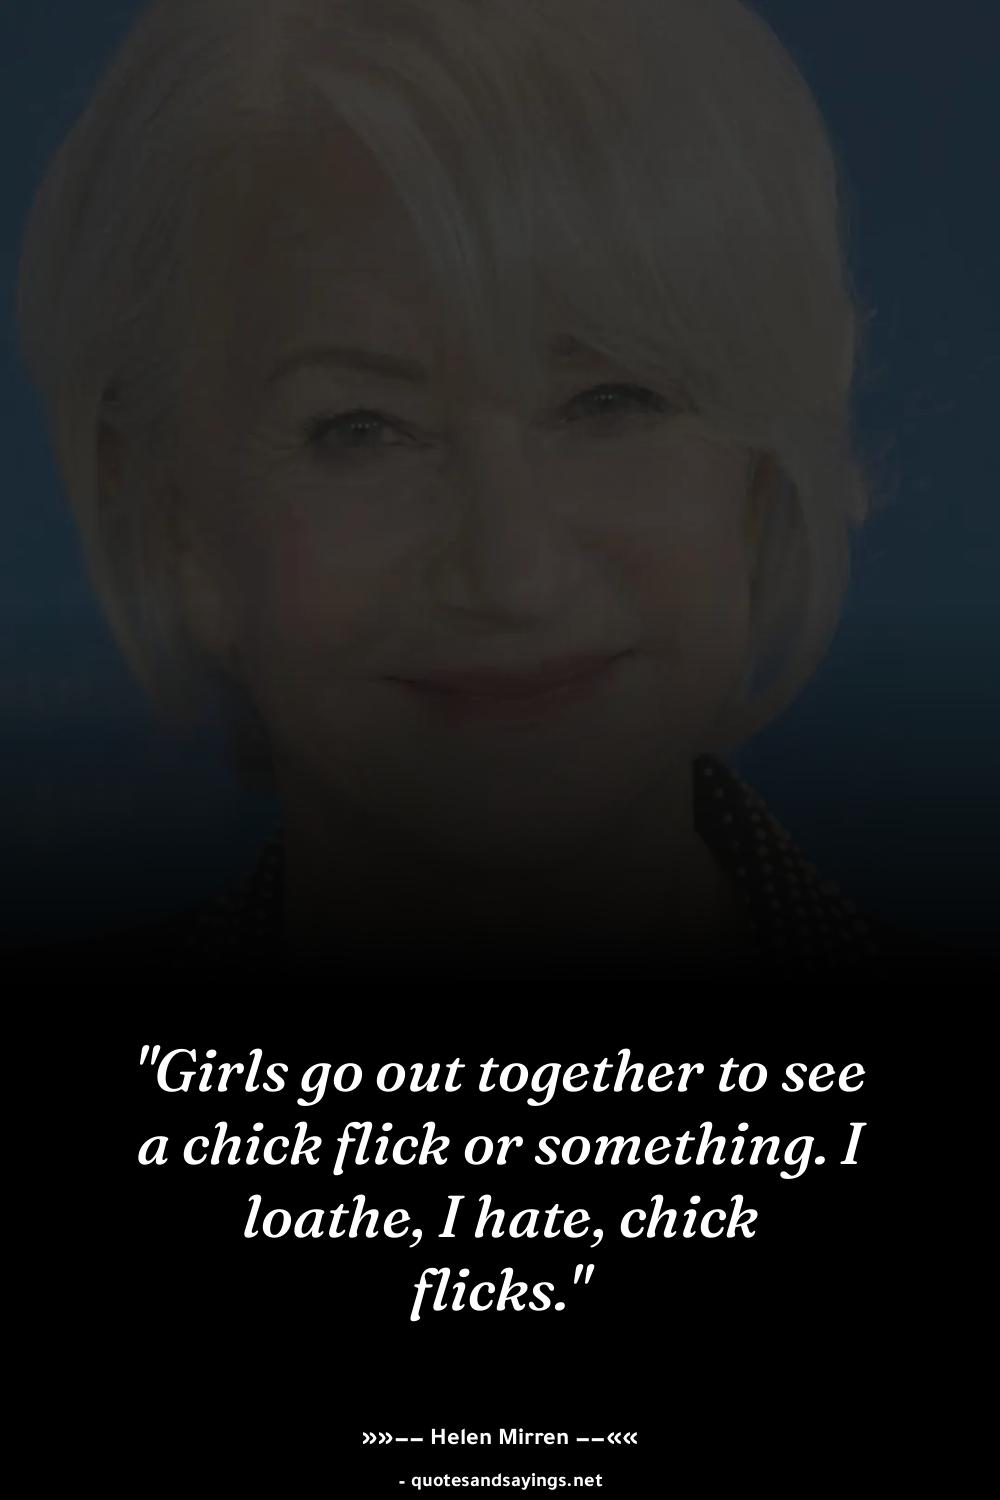 "Girls go out together to see
a chick flick or something. I
loathe, I hate, chick
flicks."
»»−− Helen Mirren −−««
- quotesandsayings.net